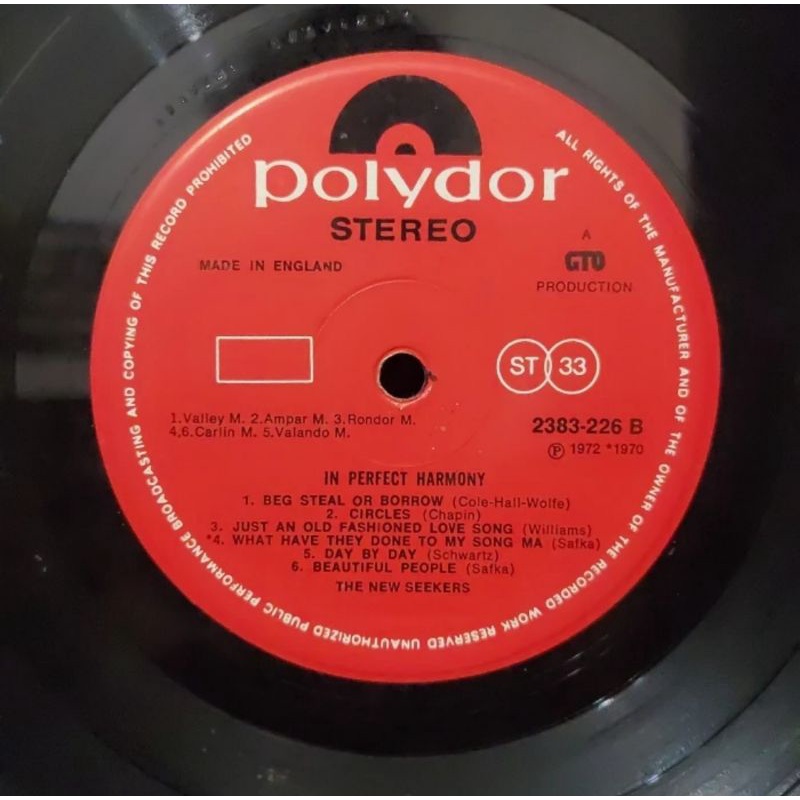 polydor
STEREO
MADE IN ENGLAND
A
GTO
PRODUCTION
ST 33
1.Valley M. 2.Ampar M. 3.Rondor M.
4,6.Carlin M. 5.Valando M.
2383-226 B
Ⓟ 1972 *1970
IN PERFECT HARMONY
1. BEG STEAL OR BORROW (Cole-Hall-Wolfe)
2. CIRCLES (Chapin)
3. JUST AN OLD FASHIONED LOVE SONG (Williams)
*4. WHAT HAVE THEY DONE TO MY SONG MA (Safka)
5. DAY BY DAY (Schwartz)
6. BEAUTIFUL PEOPLE (Safka)
THE NEW SEEKERS
ALL RIGHTS OF THE MANUFACTURER AND OF THE OWNER OF THE RECORDED WORK RESERVED UNAUTHORIZED PUBLIC PERFORMANCE BROADCASTING AND COPYING OF THIS RECORD PROHIBITED